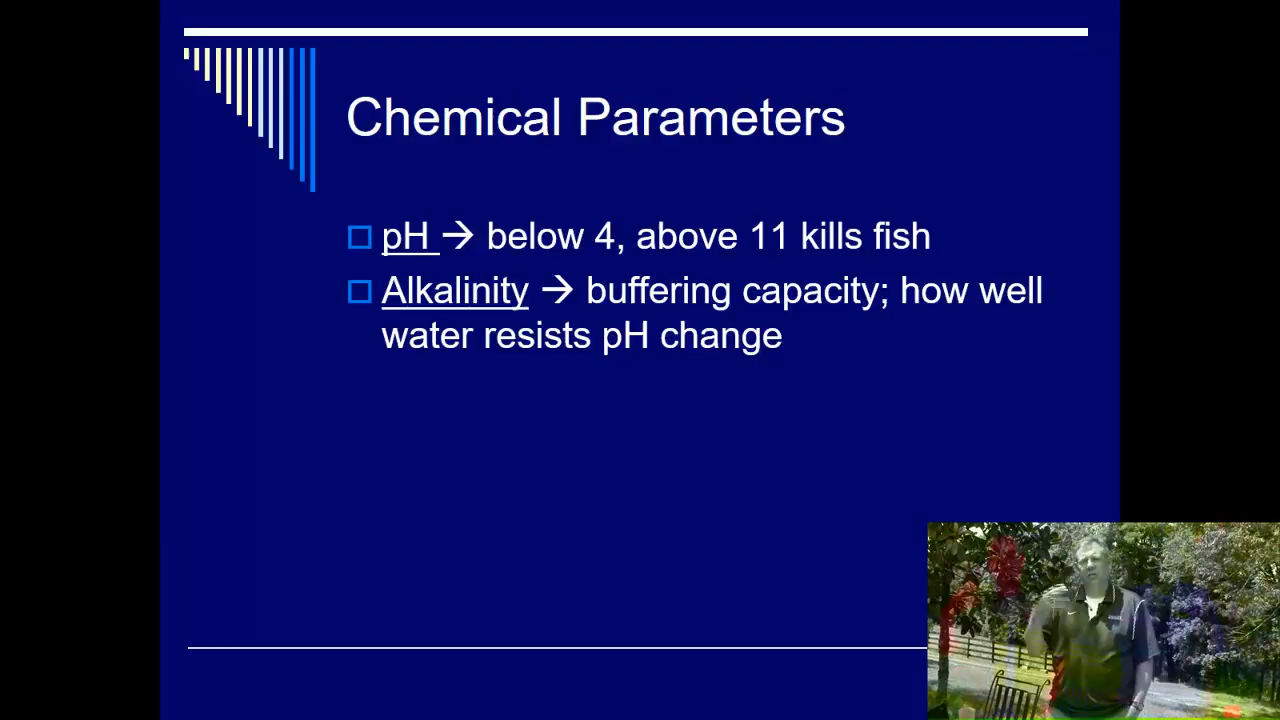 Chemical Parameters
pH → below 4, above 11 kills fish
Alkalinity → buffering capacity; how well
water resists pH change